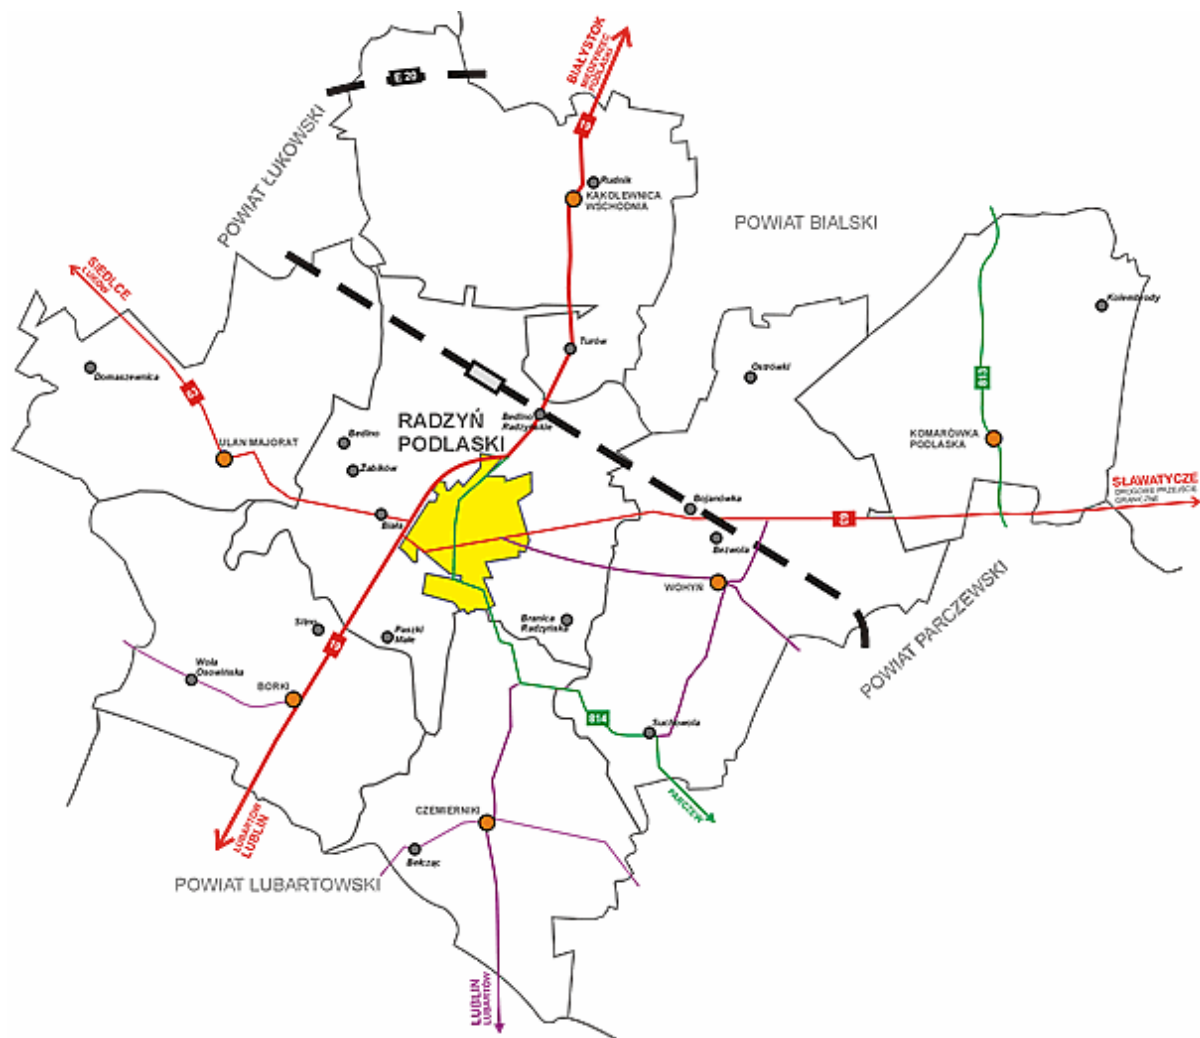 BIAŁYSTOK
MIĘDZYRZEC
PODLASKI
E 20
19
POWIAT ŁUKOWSKI
Rudnik
KĄKOLEWNICA
WSCHODNIA
POWIAT BIALSKI
SIEDLCE
ŁUKÓW
Kolembrody
Turów
Domaszewnica
63
Ostrówki
813
RADZYŃ
PODLASKI
Bedlno
Radzyńskie
Bedlno
ULAN MAJORAT
KOMARÓWKA
PODLASKA
Żabików
SŁAWATYCZE
DROGOWE PRZEJŚCIE
GRANICZNE
Bojanówka
Biała
63
Bezwola
WOHYŃ
POWIAT PARCZEWSKI
Branica
Radzyńska
Sitno
Paszki
Małe
19
Wola
Osowińska
BORKI
814
Suchowola
PARCZEW
CZEMIERNIKI
LUBARTÓW
LUBLIN
Bełcząc
POWIAT LUBARTOWSKI
LUBLIN
LUBARTÓW